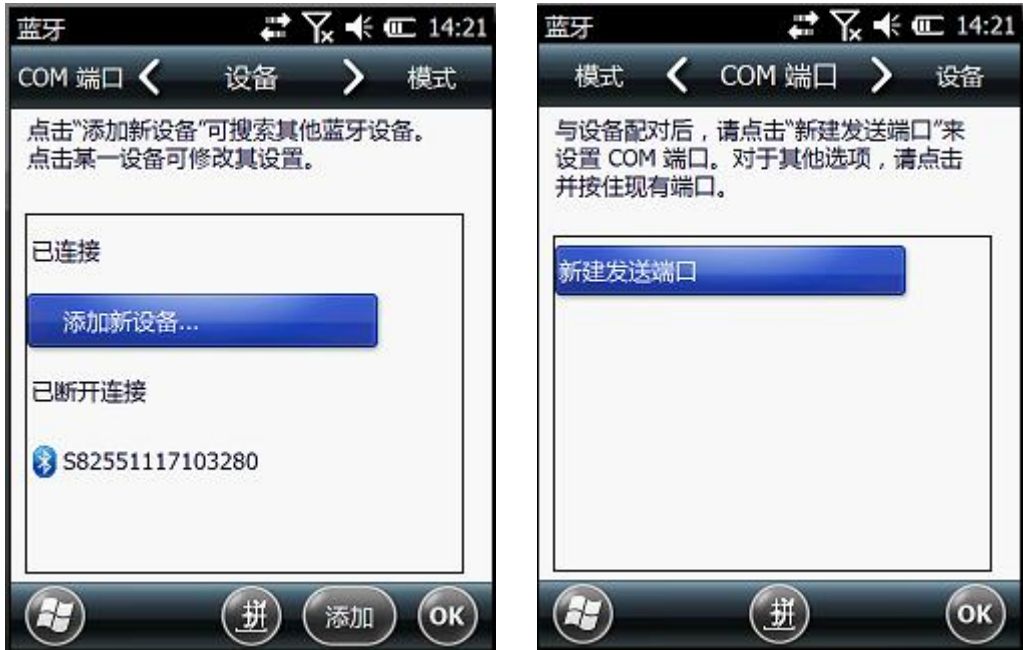 蓝牙 14:21
COM 端口 设备 模式
点击“添加新设备”可搜索其他蓝牙设备。
点击某一设备可修改其设置。
已连接
添加新设备...
已断开连接
S82551117103280
拼 添加 OK
蓝牙 14:21
模式 COM 端口 设备
与设备配对后，请点击“新建发送端口”来
设置 COM 端口。对于其他选项，请点击
并按住现有端口。
新建发送端口
拼 OK